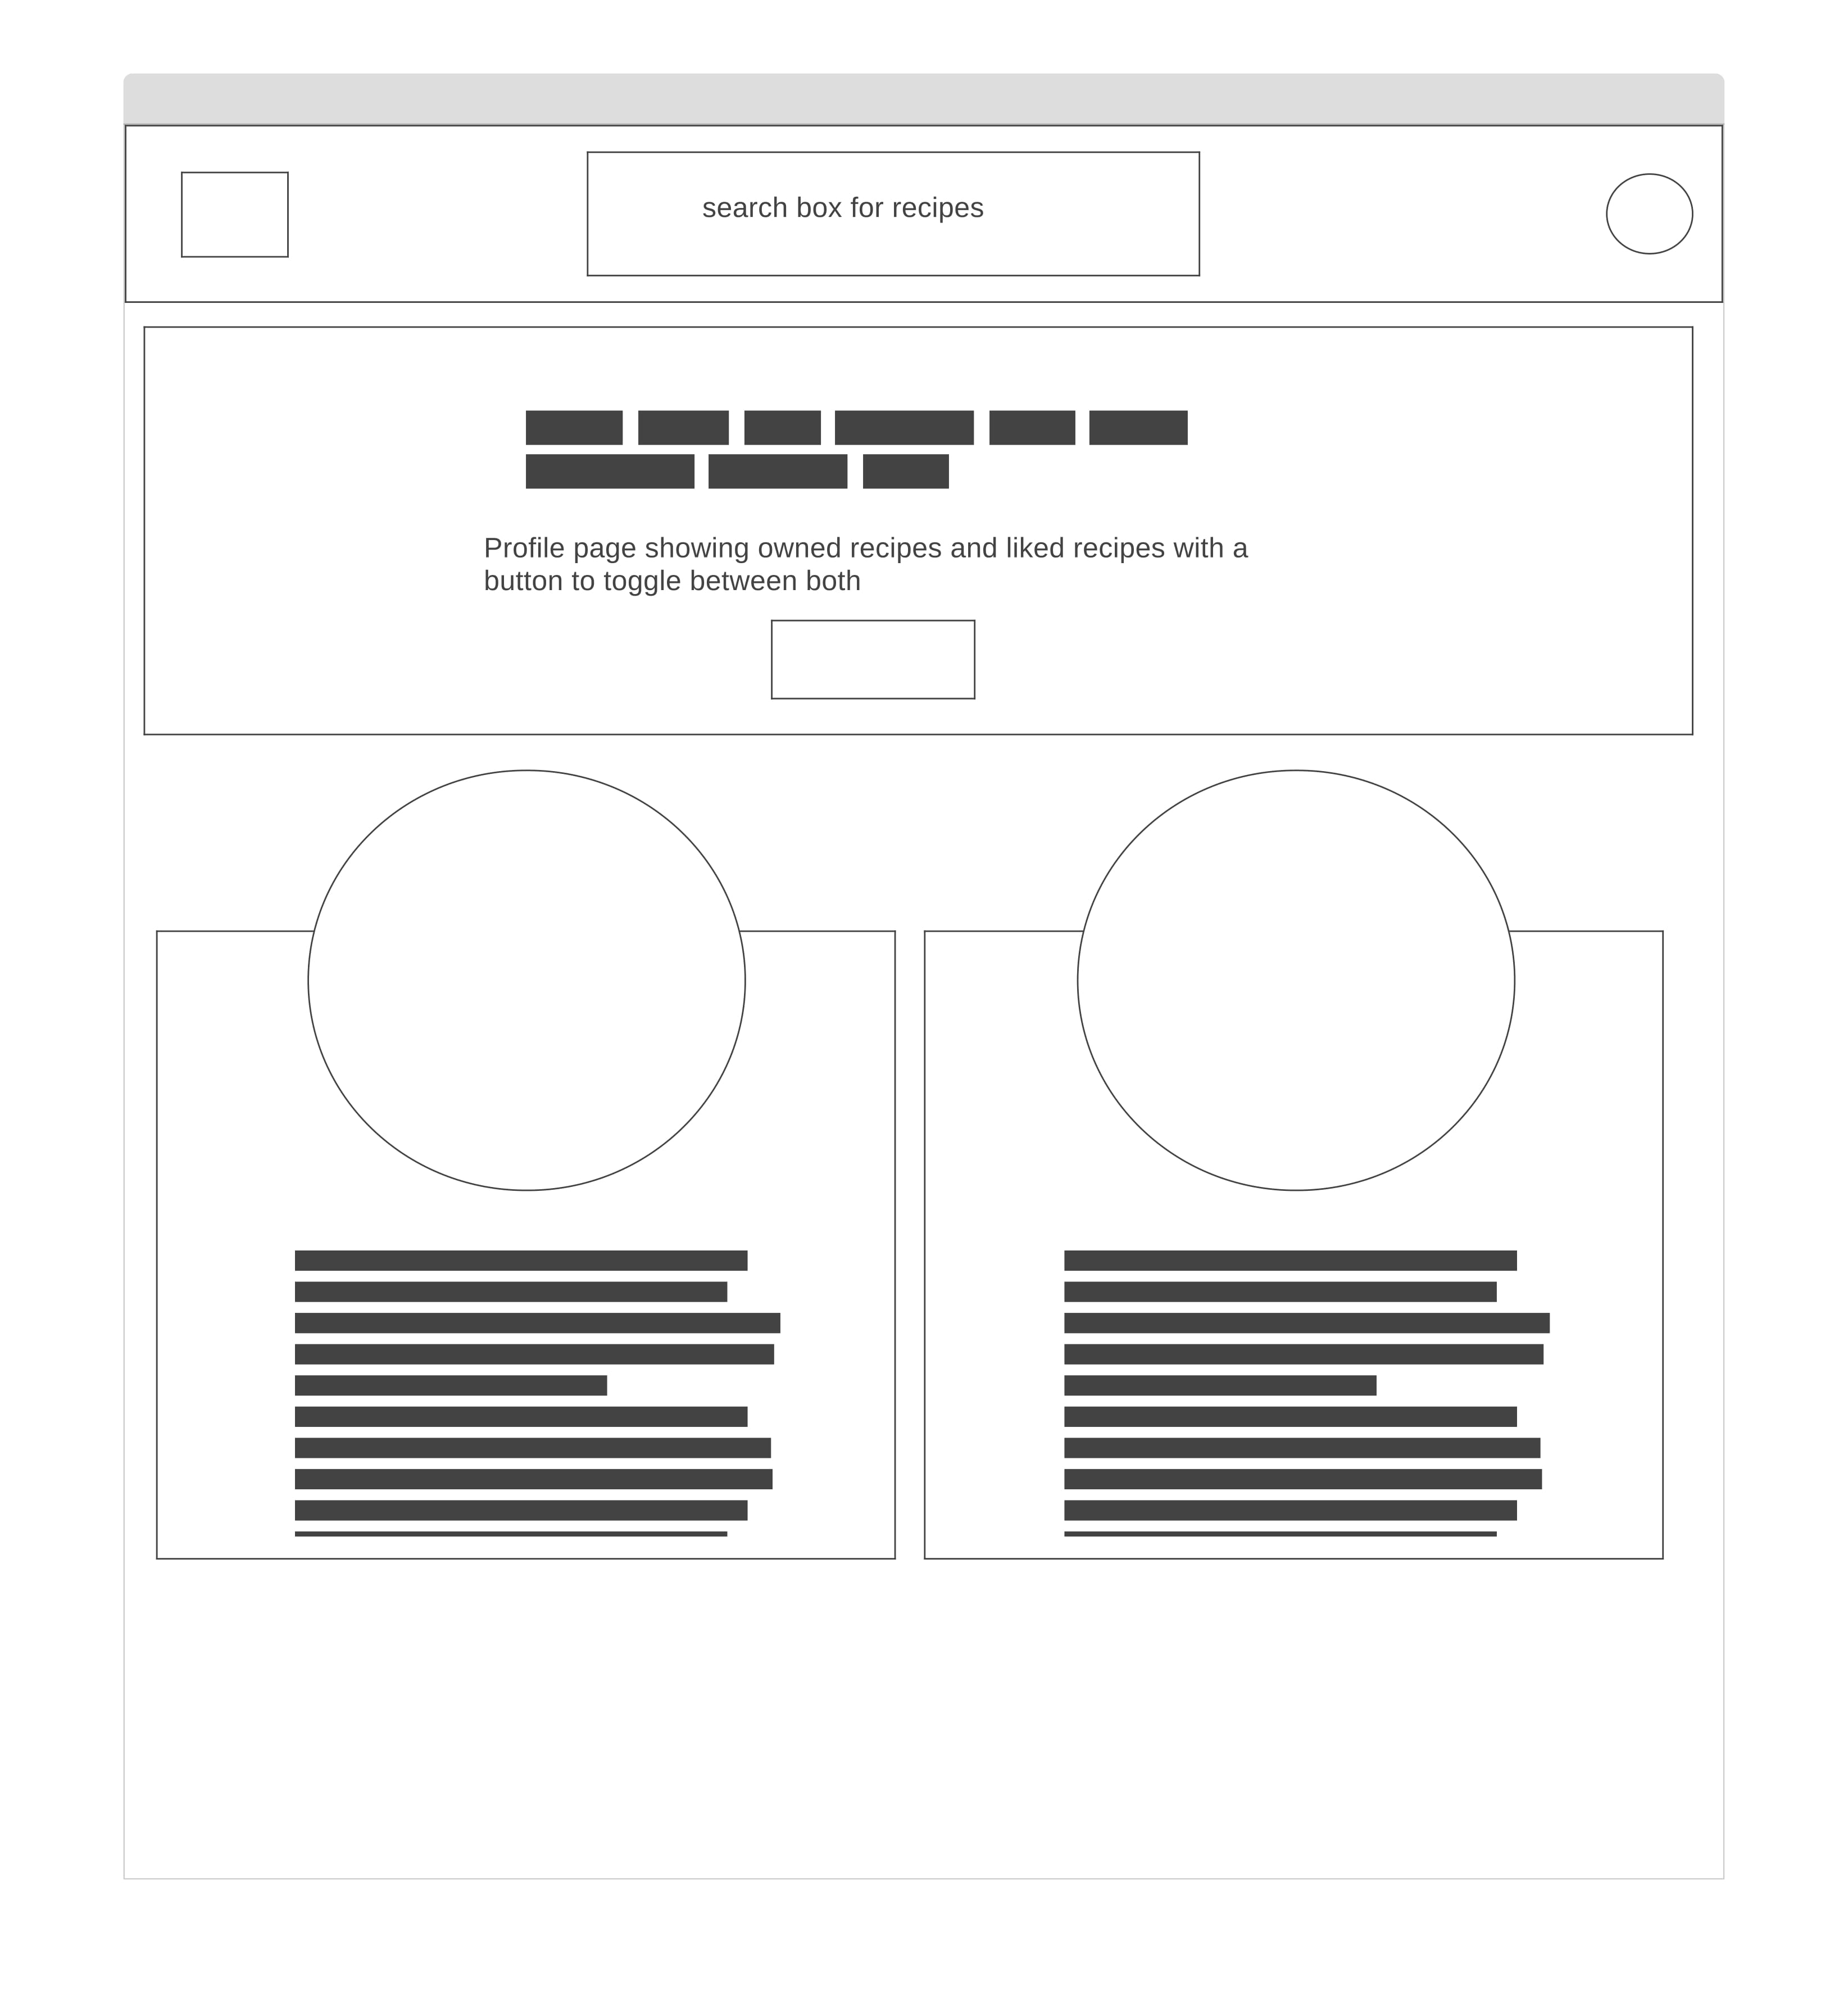 search box for recipes
Profile page showing owned recipes and liked recipes with a
button to toggle between both